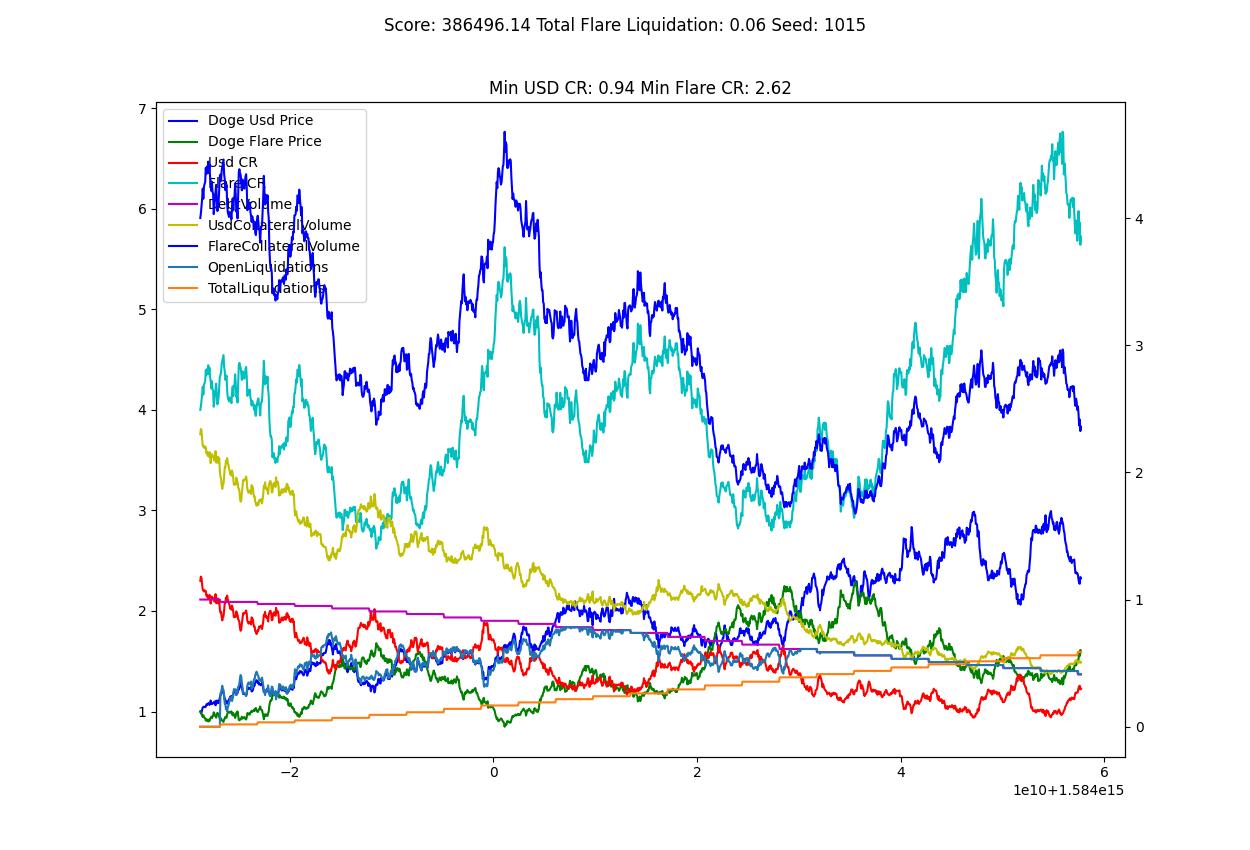 Score: 386496.14 Total Flare Liquidation: 0.06 Seed: 1015
Min USD CR: 0.94 Min Flare CR: 2.62
Doge Usd Price
Doge Flare Price
Usd CR
Flare CR
DebtVolume
UsdCollateralVolume
FlareCollateralVolume
OpenLiquidations
TotalLiquidations
7
6
5
4
3
2
1
4
3
2
1
0
−2
0
2
4
6
1e10+1.584e15